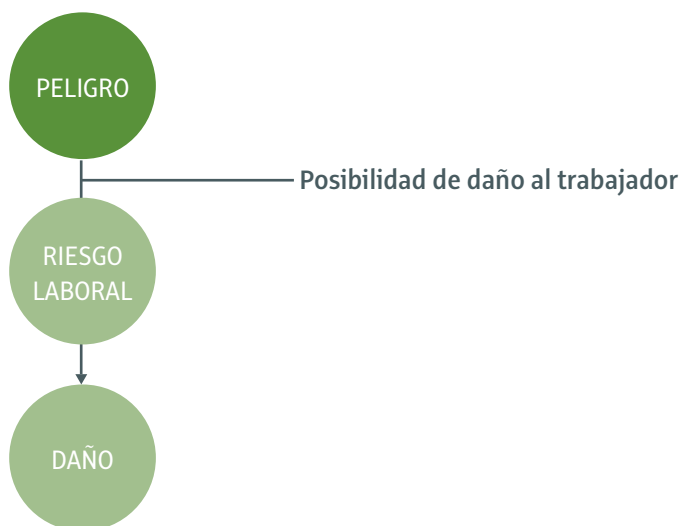 PELIGRO
Posibilidad de daño al trabajador
RIESGO
LABORAL
DAÑO